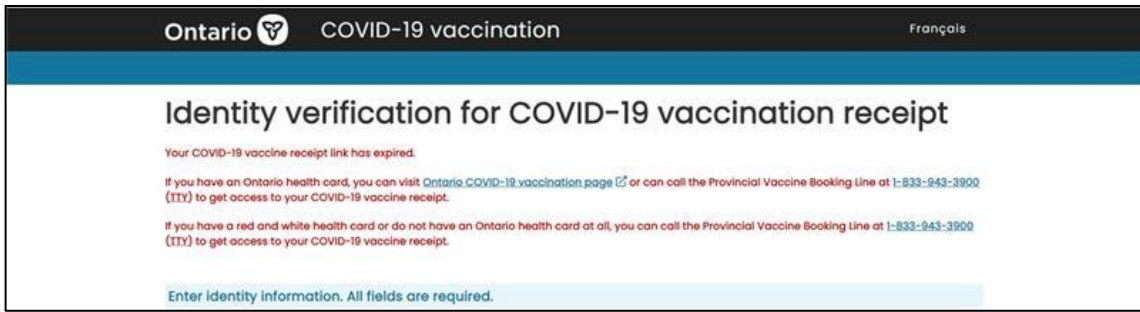 Ontario COVID-19 vaccination Français
Identity verification for COVID-19 vaccination receipt
Your COVID-19 vaccine receipt link has expired.
If you have an Ontario health card, you can visit Ontario COVID-19 vaccination page or can call the Provincial Vaccine Booking Line at 1-833-943-3900
(TTY) to get access to your COVID-19 vaccine receipt.
If you have a red and white health card or do not have an Ontario health card at all, you can call the Provincial Vaccine Booking Line at 1-833-943-3900
(TTY) to get access to your COVID-19 vaccine receipt.
Enter identity information. All fields are required.